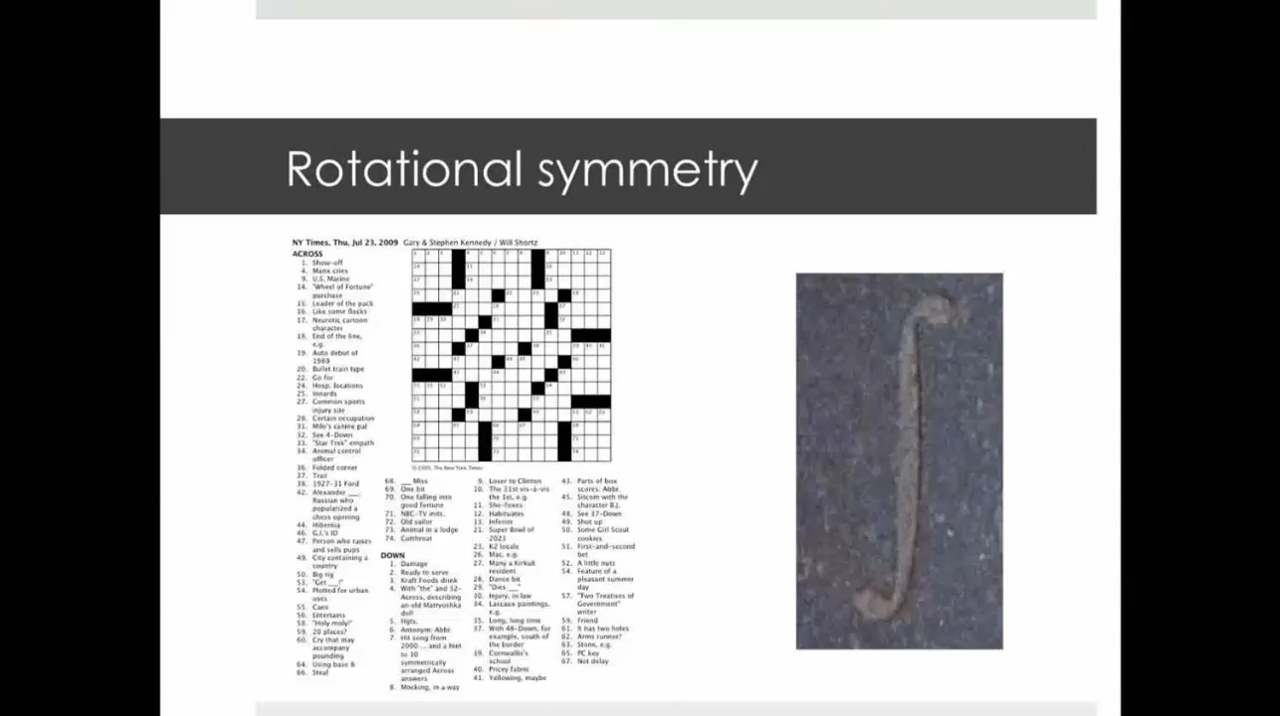 Rotational symmetry
NY Times, Thu, Jul 23, 2009 Gary & Stephen Kennedy / Will Shortz
ACROSS
1. Show-off
4. Manx cries
9. U.S. Marine
14. "Wheel of Fortune"
purchase
15. Leader of the pack
16. Like some flocks
17. Neurotic cartoon
character
18. End of the line,
e.g.
19. Auto debut of
1989
20. Bullet train type
22. Go for
24. Hosp. locations
25. Innards
27. Common sports
injury site
28. Certain occupation
31. Milo's canine pal
32. See 4-Down
33. "Star Trek" empath
34. Animal control
officer
36. Folded corner
37. Trail
38. 1927-31 Ford
42. Alexander ___,
Russian who
popularized a
chess opening
44. Hibernia
46. G.I.'s ID
47. Person who raises
and sells pups
49. City containing a
country
50. Big rig
53. "Get ___!"
54. Plotted for urban
uses
55. Caen
56. Entertains
58. "Holy moly!"
59. 20 places?
60. Cry that may
accompany
pounding
64. Using base 8
66. Steal
© 2009, The New York Times
68. ___ Miss
69. One bit
70. One falling into
good fortune
71. NBC-TV inits.
72. Old sailor
73. Animal in a lodge
74. Cutthroat
DOWN
1. Damage
2. Ready to serve
3. Kraft Foods drink
4. With "the" and 32-
Across, describing
an old Matryoshka
doll
5. Hgts.
6. Antonym: Abbr.
7. Hit song from
2000 ... and a hint
to 10
symmetrically
arranged Across
answers
8. Mocking, in a way
9. Loser to Clinton
10. The 31st vis-à-vis
the 1st, e.g.
11. She-foxes
12. Habituates
13. Inferior
21. Super Bowl of
2023
23. K2 locale
26. Mac, e.g.
27. Many a Kirkuk
resident
28. Dance bit
29. "Dies ___"
30. Injury, in law
34. Lascaux paintings,
e.g.
35. Long, long time
37. With 48-Down, for
example, south of
the border
39. Cornwallis's
school
40. Pricey fabric
41. Yellowing, maybe
43. Parts of box
scores: Abbr.
45. Sitcom with the
character B.J.
48. See 37-Down
49. Shut up
50. Some Girl Scout
cookies
51. First-and-second
bet
52. A little nuts
54. Feature of a
pleasant summer
day
57. "Two Treatises of
Government"
writer
59. Friend
61. It has two holes
62. Arms runner?
63. Stone, e.g.
65. PC key
67. Not delay